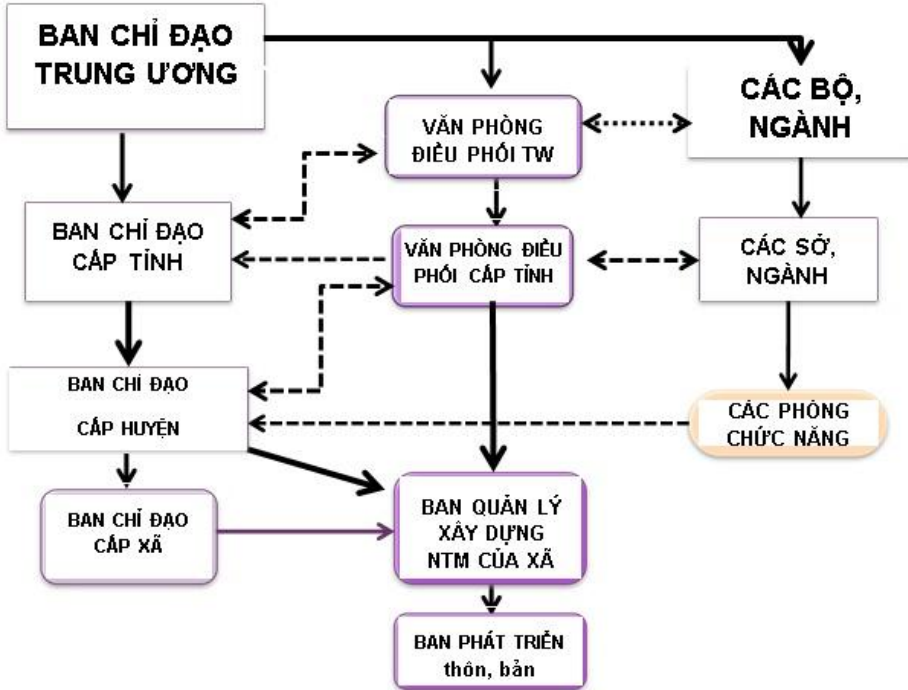 BAN CHỈ ĐẠO
TRUNG ƯƠNG
CÁC BỘ,
NGÀNH
VĂN PHÒNG
ĐIỀU PHỐI TW
BAN CHỈ ĐẠO
CẤP TỈNH
VĂN PHÒNG ĐIỀU
PHỐI CẤP TỈNH
CÁC SỞ,
NGÀNH
BAN CHỈ ĐẠO
CẤP HUYỆN
CÁC PHÒNG
CHỨC NĂNG
BAN CHỈ ĐẠO
CẤP XÃ
BAN QUẢN LÝ
XÂY DỰNG
NTM CỦA XÃ
BAN PHÁT TRIỂN
thôn, bản